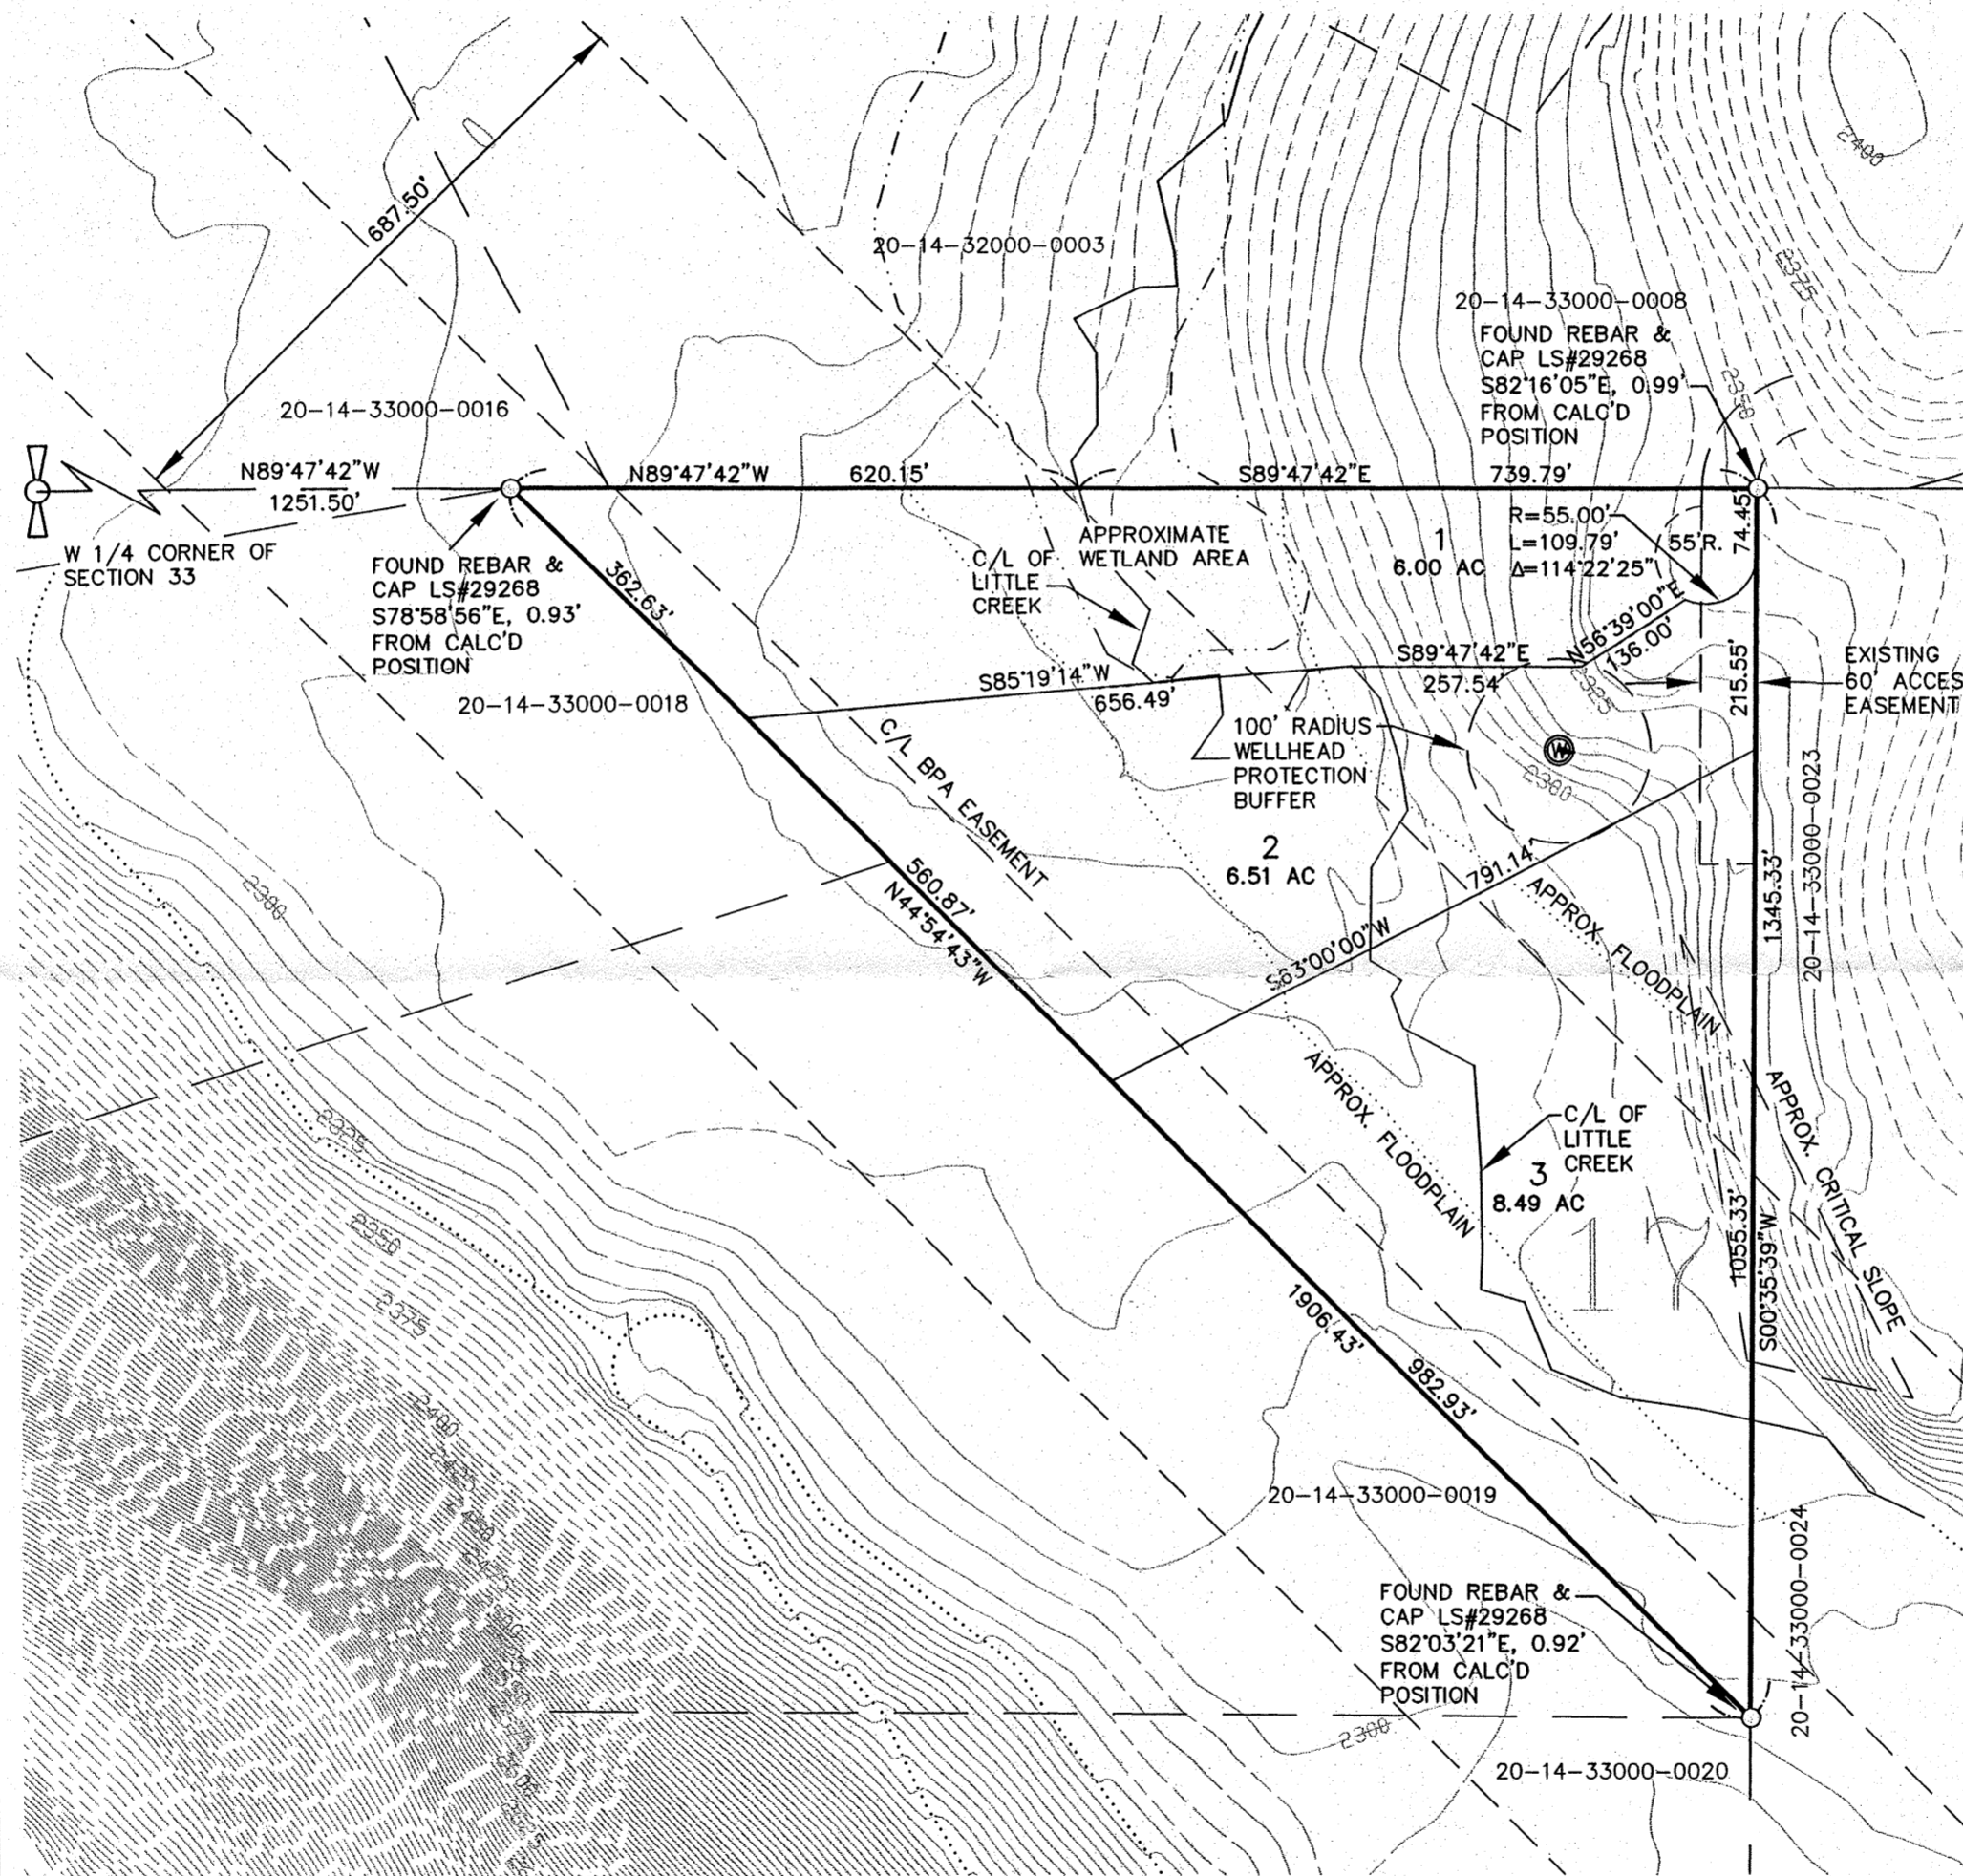 687.50'
20-14-32000-0003
2400
2375
20-14-33000-0008
FOUND REBAR &
CAP LS#29268
S82°16'05"E, 0.99'
FROM CALC'D
POSITION
2350
20-14-33000-0016
N89°47'42"W
1251.50'
N89°47'42"W
620.15'
S89°47'42"E
739.79'
W 1/4 CORNER OF
SECTION 33
FOUND REBAR &
CAP LS#29268
S78°58'56"E, 0.93'
FROM CALC'D
POSITION
362.63'
C/L OF
LITTLE
CREEK
APPROXIMATE
WETLAND AREA
1
6.00 AC
R=55.00'
L=109.79'
Δ=114°22'25"
55'R.
74.45'
N56°39'00"E
136.00'
S89°47'42"E
257.54'
S85°19'14"W
656.49'
215.55'
EXISTING
60' ACCES
EASEMENT
20-14-33000-0018
2325
C/L BPA EASEMENT
100' RADIUS
WELLHEAD
PROTECTION
BUFFER
W
2300
2
6.51 AC
791.14'
S63°00'00"W
560.87'
N44°54'43"W
APPROX. FLOODPLAIN
1345.33'
20-14-33000-0023
2300
APPROX. FLOODPLAIN
C/L OF
LITTLE
CREEK
3
8.49 AC
17
APPROX. CRITICAL SLOPE
1055.33'
S00°35'39"W
2325
2350
2375
2400
2425
2450
2475
2500
1906.43'
982.93'
20-14-33000-0019
FOUND REBAR &
CAP LS#29268
S82°03'21"E, 0.92'
FROM CALC'D
POSITION
20-14-33000-0024
2300
20-14-33000-0020